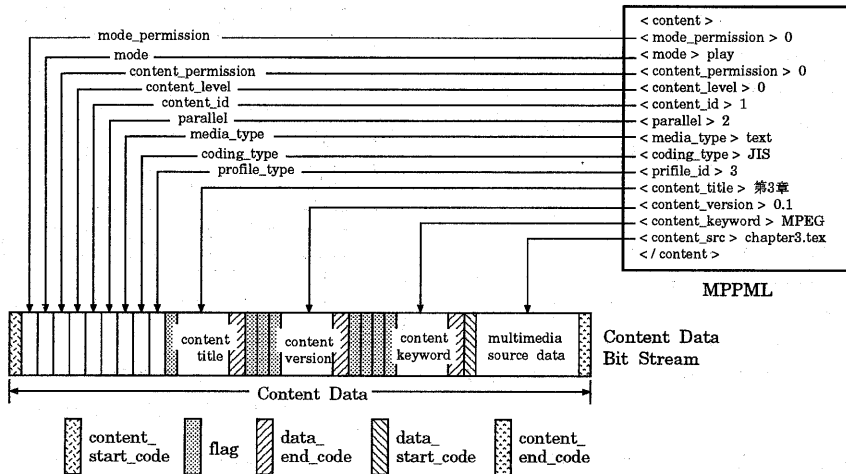 mode_permission
mode
content_permission
content_level
content_id
parallel
media_type
coding_type
profile_type
< content >
< mode_permission > 0
< mode > play
< content_permission > 0
< content_level > 0
< content_id > 1
< parallel > 2
< media_type > text
< coding_type > JIS
< prifile_id > 3
< content_title > 第3章
< content_version > 0.1
< content_keyword > MPEG
< content_src > chapter3.tex
< / content >
MPPML
content
title
content
version
content
keyword
multimedia
source data
Content Data
Bit Stream
Content Data
content_
start_code
flag
data_
end_code
data_
start_code
content_
end_code